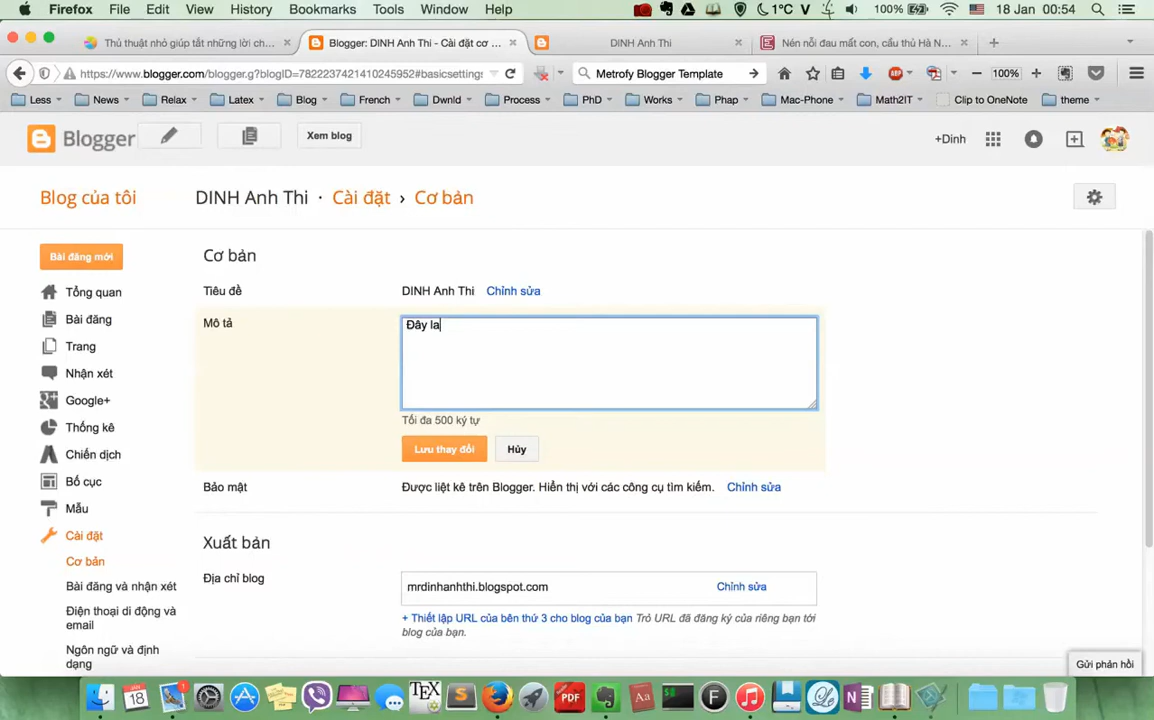 Firefox File Edit View History Bookmarks Tools Window Help 1°C 100% 18 Jan 00:54
Thủ thuật nhỏ giúp tắt những lời ch... Blogger: DINH Anh Thi - Cài đặt cơ ... DINH Anh Thi Nén nỗi đau mất con, cầu thủ Hà N...
https://www.blogger.com/blogger.g?blogID=7822237421410245952#basicsettings Metrofy Blogger Template 100%
Less News Relax Latex Blog French Dwnld Process PhD Works Phap Mac-Phone Math2IT Clip to OneNote theme
Blogger Xem blog +Dinh
Blog của tôi DINH Anh Thi · Cài đặt › Cơ bản
Bài đăng mới
Tổng quan
Bài đăng
Trang
Nhận xét
Google+
Thống kê
Chiến dịch
Bố cục
Mẫu
Cài đặt
Cơ bản
Bài đăng và nhận xét
Điện thoại di động và
email
Ngôn ngữ và định
dạng
Cơ bản
Tiêu đề DINH Anh Thi Chỉnh sửa
Mô tả Đây la
Tối đa 500 ký tự
Lưu thay đổi Hủy
Bảo mật Được liệt kê trên Blogger. Hiển thị với các công cụ tìm kiếm. Chỉnh sửa
Xuất bản
Địa chỉ blog mrdinhanhthi.blogspot.com Chỉnh sửa
+ Thiết lập URL của bên thứ 3 cho blog của bạn Trỏ URL đã đăng ký của riêng bạn tới
blog của bạn.
Gửi phản hồi